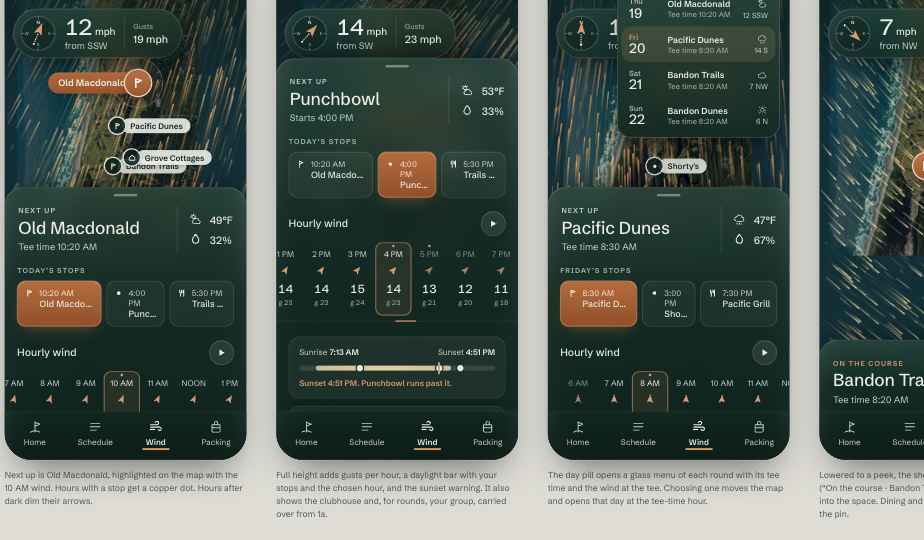 12 mph
from SSW
Gusts
19 mph
Old Macdonald
Pacific Dunes
Grove Cottages
Bandon Trails
NEXT UP
Old Macdonald
Tee time 10:20 AM
49°F
32%
TODAY'S STOPS
10:20 AM
Old Macdo...
4:00 PM
Punc...
5:30 PM
Trails ...
Hourly wind
7 AM 8 AM 9 AM 10 AM 11 AM NOON 1 PM
Home Schedule Wind Packing
Next up is Old Macdonald, highlighted on the map with the
10 AM wind. Hours with a stop get a copper dot. Hours after
dark dim their arrows.
14 mph
from SW
Gusts
23 mph
NEXT UP
Punchbowl
Starts 4:00 PM
53°F
33%
TODAY'S STOPS
10:20 AM
Old Macdo...
4:00 PM
Punc...
5:30 PM
Trails ...
Hourly wind
1 PM 2 PM 3 PM 4 PM 5 PM 6 PM 7 PM
14 14 15 14 13 12 11
g 23 g 23 g 24 g 23 g 21 g 20 g 18
Sunrise 7:13 AM
Sunset 4:51 PM
Sunset 4:51 PM. Punchbowl runs past it.
Home Schedule Wind Packing
Full height adds gusts per hour, a daylight bar with your
stops and the chosen hour, and the sunset warning. It also
shows the clubhouse and, for rounds, your group, carried
over from 1a.
Thu
19
Old Macdonald
Tee time 10:20 AM
12 SSW
Fri
20
Pacific Dunes
Tee time 8:30 AM
14 S
Sat
21
Bandon Trails
Tee time 8:20 AM
7 NW
Sun
22
Bandon Dunes
Tee time 8:20 AM
6 N
Shorty's
NEXT UP
Pacific Dunes
Tee time 8:30 AM
47°F
67%
FRIDAY'S STOPS
8:30 AM
Pacific D...
3:00 PM
Sho...
7:30 PM
Pacific Grill
Hourly wind
6 AM 7 AM 8 AM 9 AM 10 AM 11 AM
Home Schedule Wind Packing
The day pill opens a glass menu of each round with its tee
time and the wind at the tee. Choosing one moves the map
and opens that day at the tee-time hour.
7 mph
from NW
ON THE COURSE
Bandon Tra
Tee time 8:20 AM
Home Schedule
Lowered to a peek, the she
("On the course · Bandon T
into the space. Dining and
the pin.